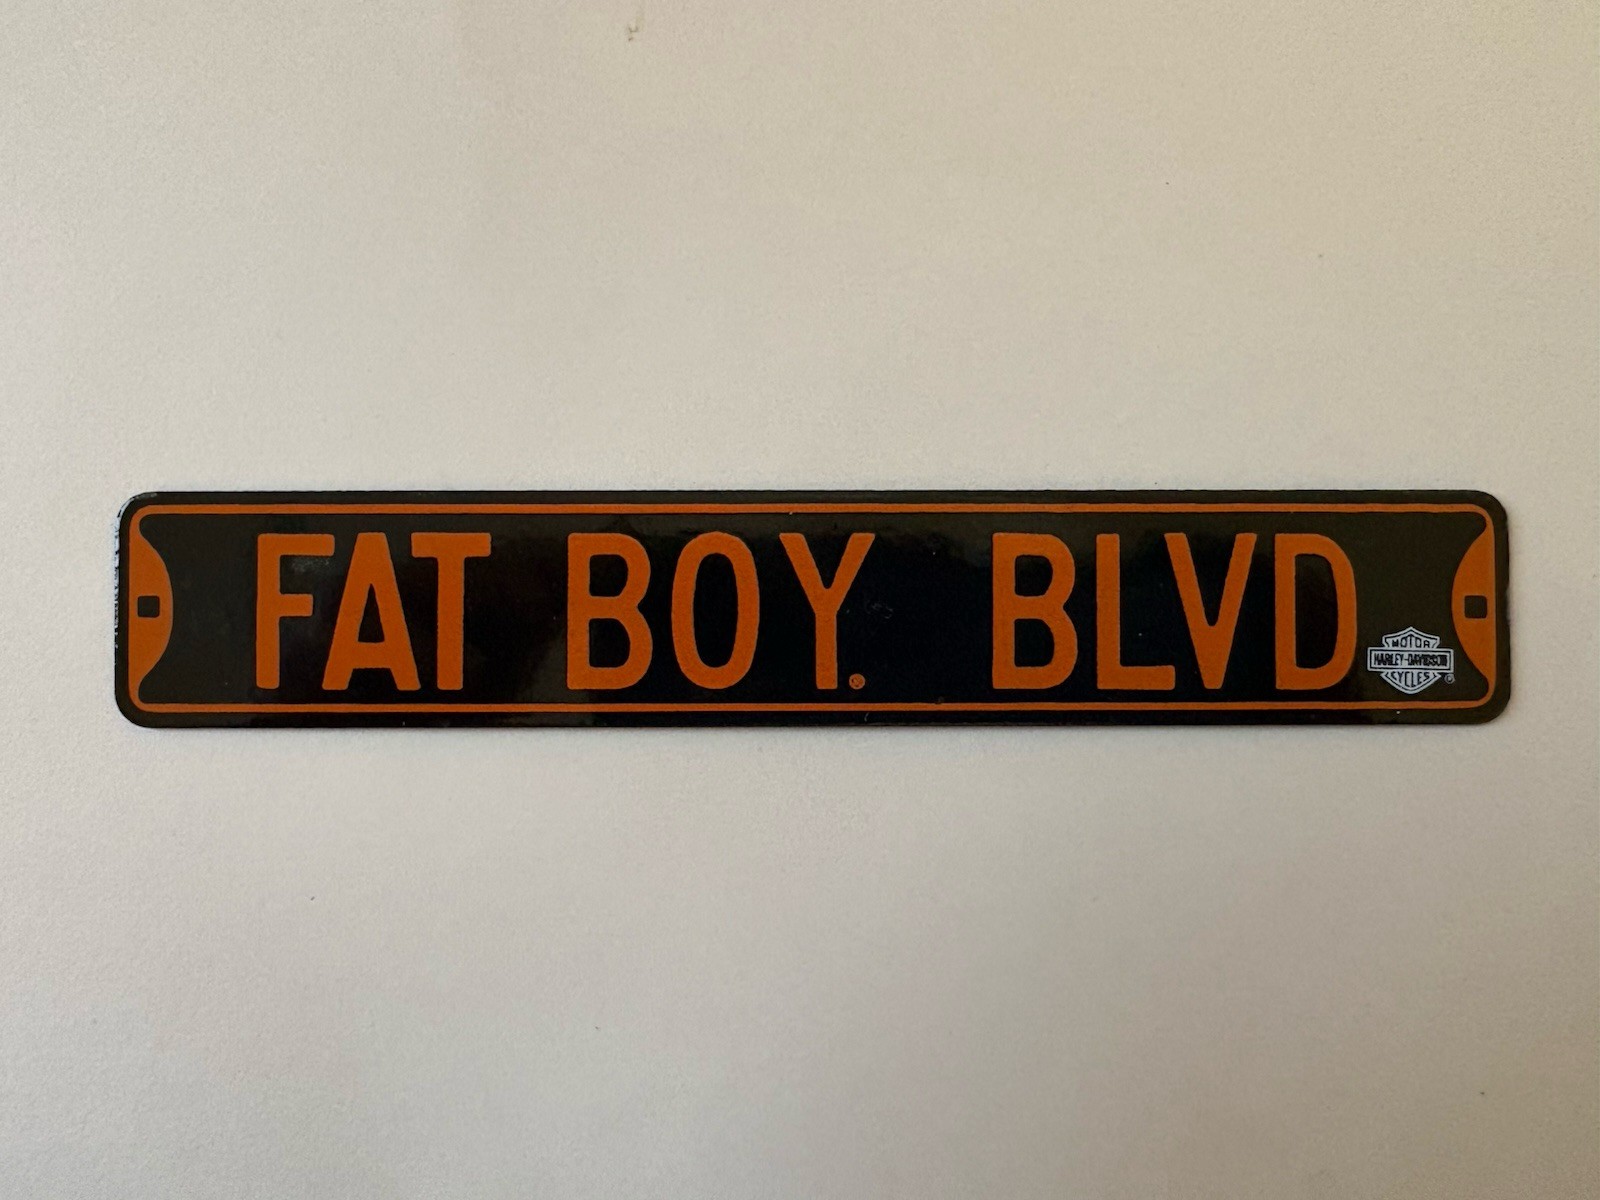 FAT BOY® BLVD
MOTOR
HARLEY-DAVIDSON
CYCLES ®